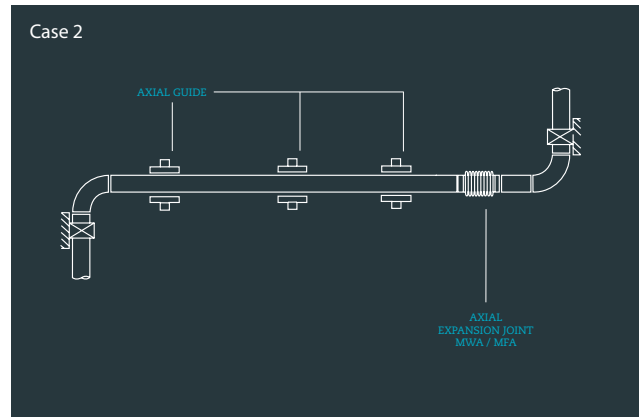 Case 2
AXIAL GUIDE
AXIAL
EXPANSION JOINT
MWA / MFA